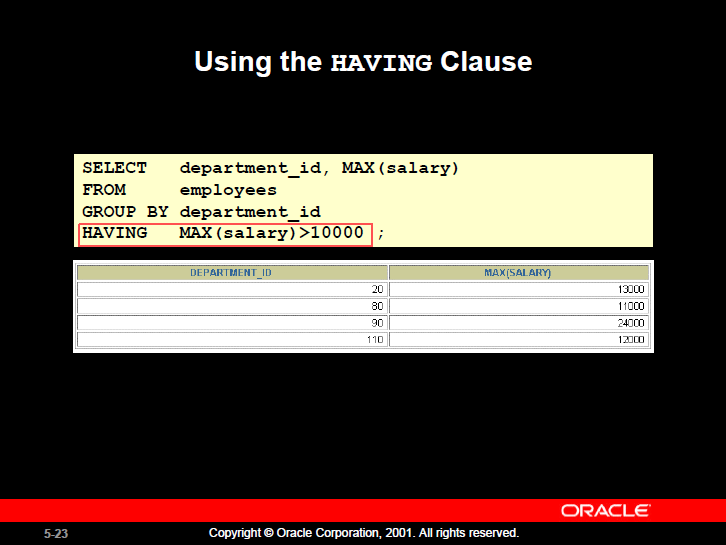 Using the HAVING Clause
SELECT department_id, MAX(salary)
FROM employees
GROUP BY department_id
HAVING MAX(salary)>10000 ;
DEPARTMENT_ID MAX(SALARY)
20 13000
80 11000
90 24000
110 12000
ORACLE®
5-23 Copyright © Oracle Corporation, 2001. All rights reserved.